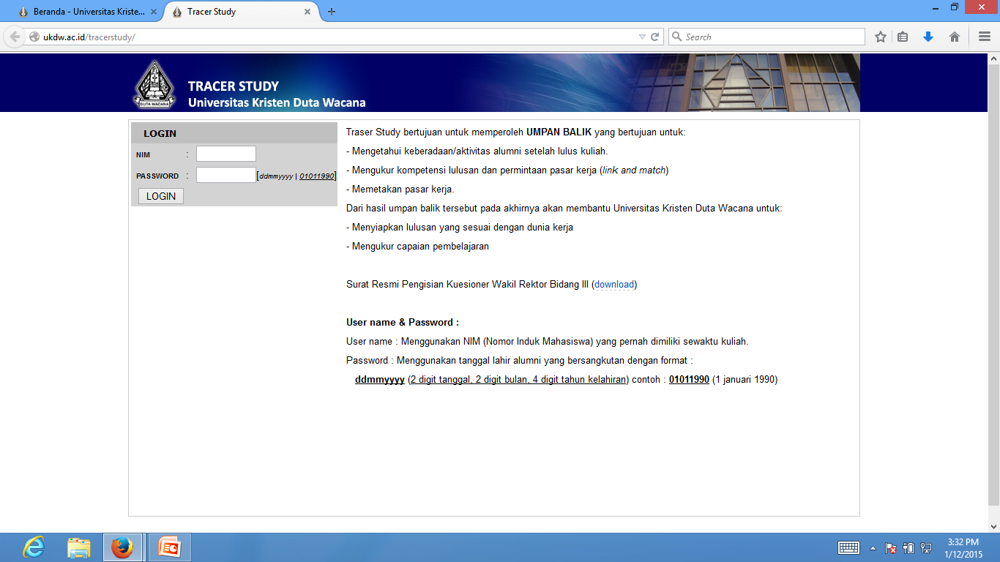 Beranda - Universitas Kriste...
Tracer Study
ukdw.ac.id/tracerstudy/
Search
DUTA WACANA
TRACER STUDY
Universitas Kristen Duta Wacana
LOGIN
NIM :
PASSWORD : [ddmmyyyy | 01011990]
LOGIN
Traser Study bertujuan untuk memperoleh UMPAN BALIK yang bertujuan untuk:
- Mengetahui keberadaan/aktivitas alumni setelah lulus kuliah.
- Mengukur kompetensi lulusan dan permintaan pasar kerja (link and match)
- Memetakan pasar kerja.
Dari hasil umpan balik tersebut pada akhirnya akan membantu Universitas Kristen Duta Wacana untuk:
- Menyiapkan lulusan yang sesuai dengan dunia kerja
- Mengukur capaian pembelajaran
Surat Resmi Pengisian Kuesioner Wakil Rektor Bidang III (download)
User name & Password :
User name : Menggunakan NIM (Nomor Induk Mahasiswa) yang pernah dimiliki sewaktu kuliah.
Password : Menggunakan tanggal lahir alumni yang bersangkutan dengan format :
ddmmyyyy (2 digit tanggal, 2 digit bulan, 4 digit tahun kelahiran) contoh : 01011990 (1 januari 1990)
3:32 PM
1/12/2015